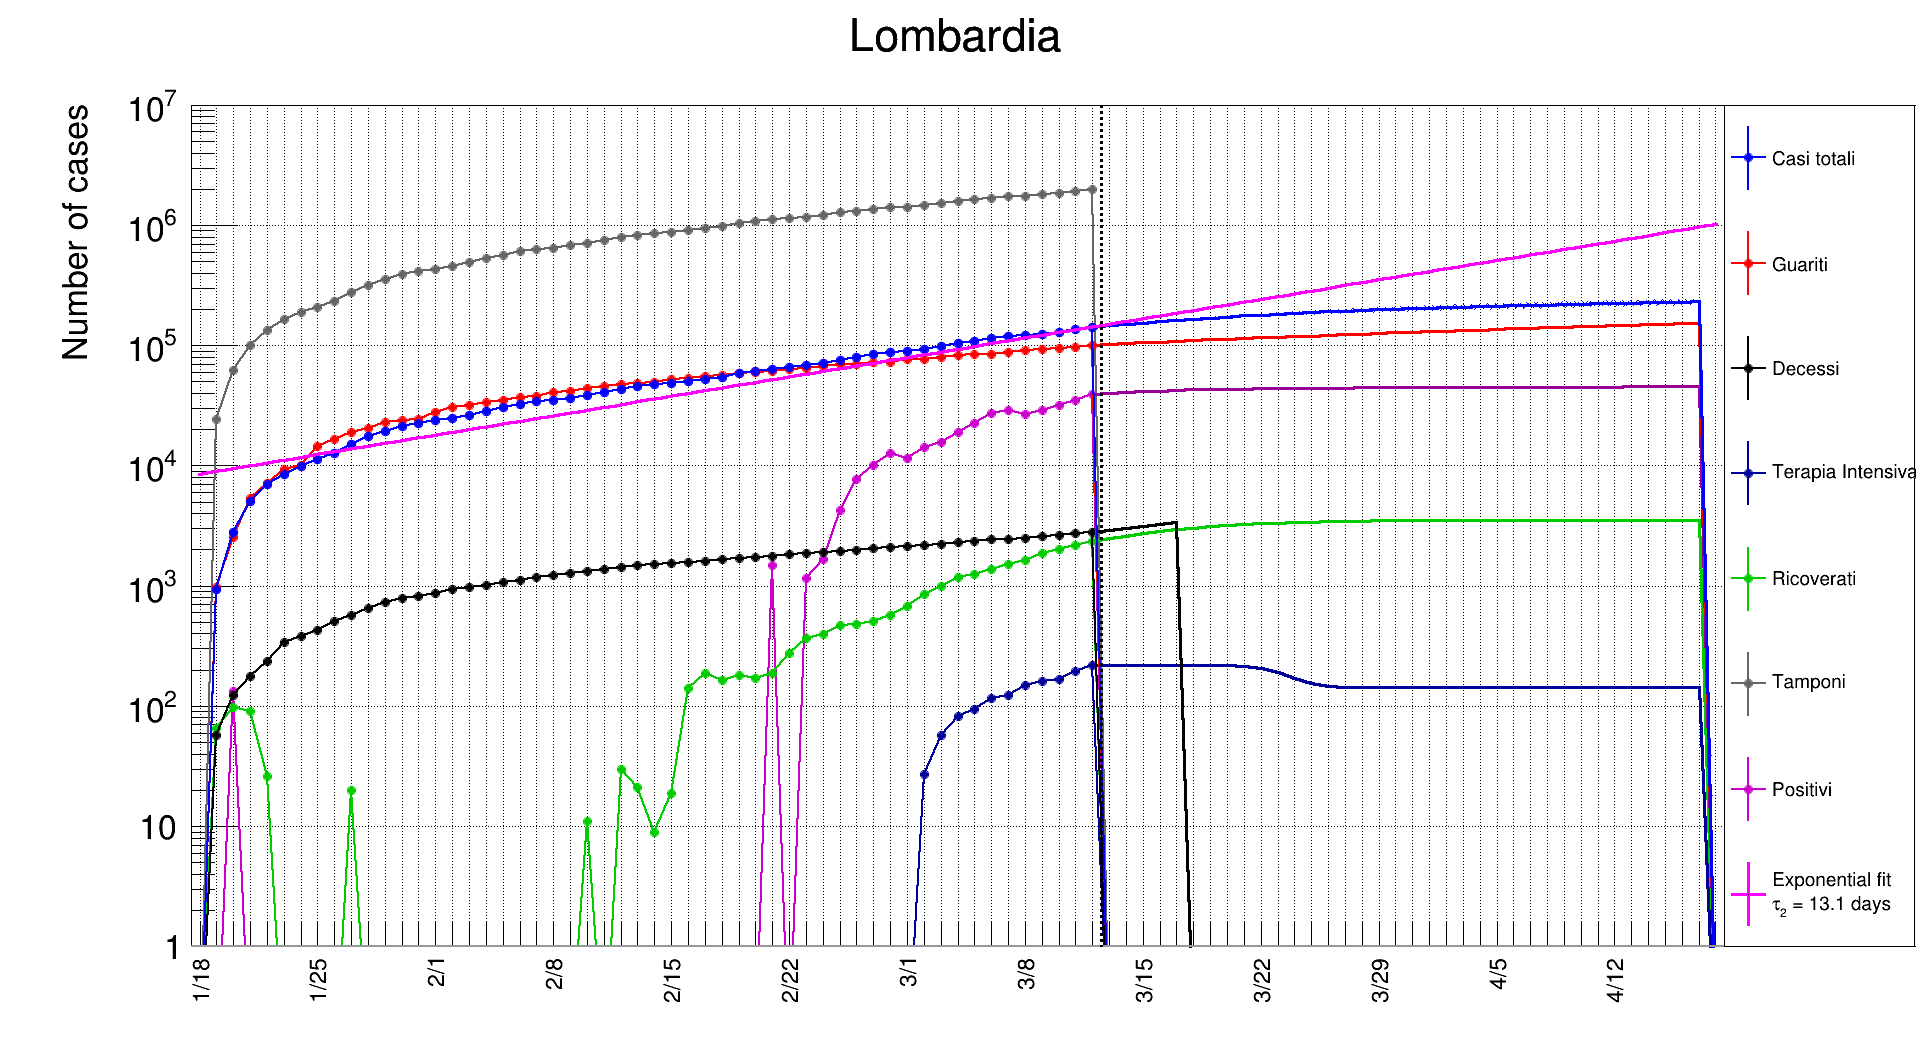 Lombardia
Number of cases
10^7
10^6
10^5
10^4
10^3
10^2
10
1
1/18
1/25
2/1
2/8
2/15
2/22
3/1
3/8
3/15
3/22
3/29
4/5
4/12
Casi totali
Guariti
Decessi
Terapia Intensiva
Ricoverati
Tamponi
Positivi
Exponential fit
τ_2 = 13.1 days